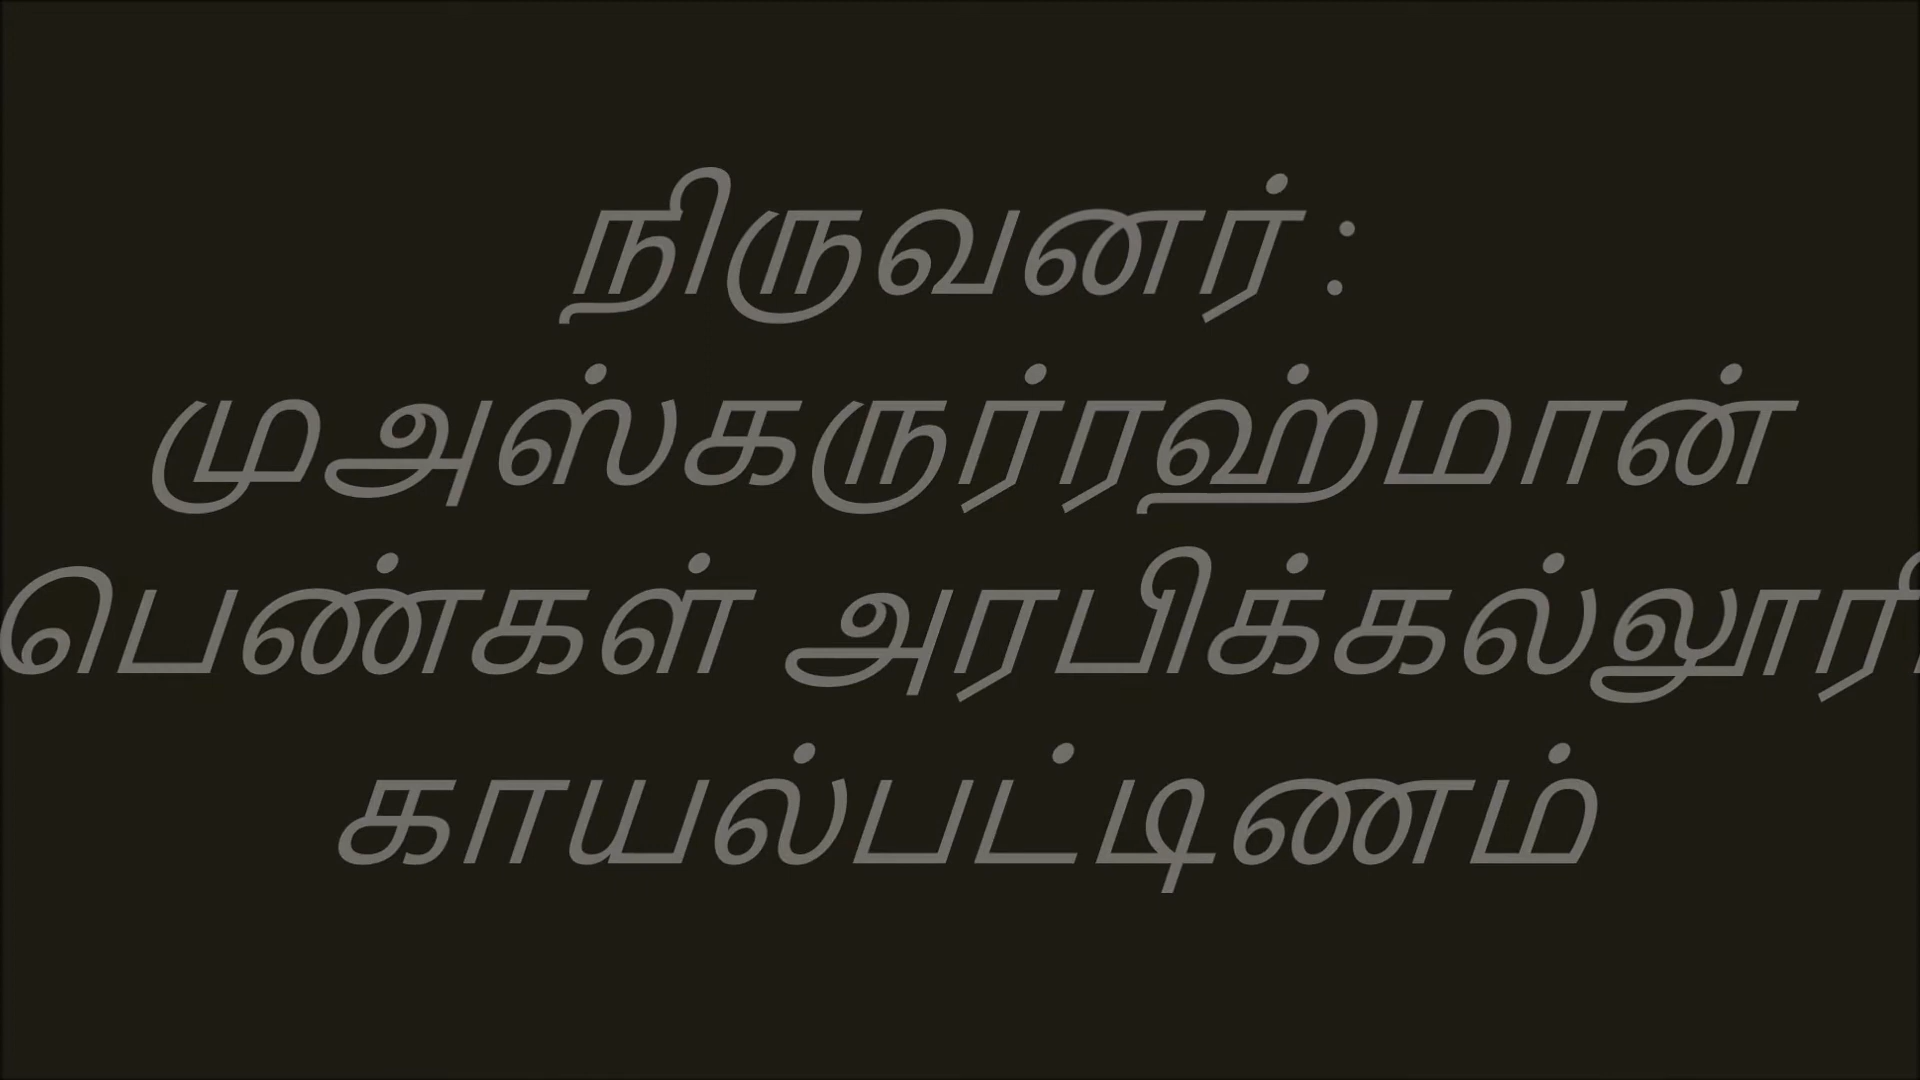 நிருவனர் :
முஅஸ்கருர்ரஹ்மான்
பெண்கள் அரபிக்கல்லூரி
காயல்பட்டிணம்